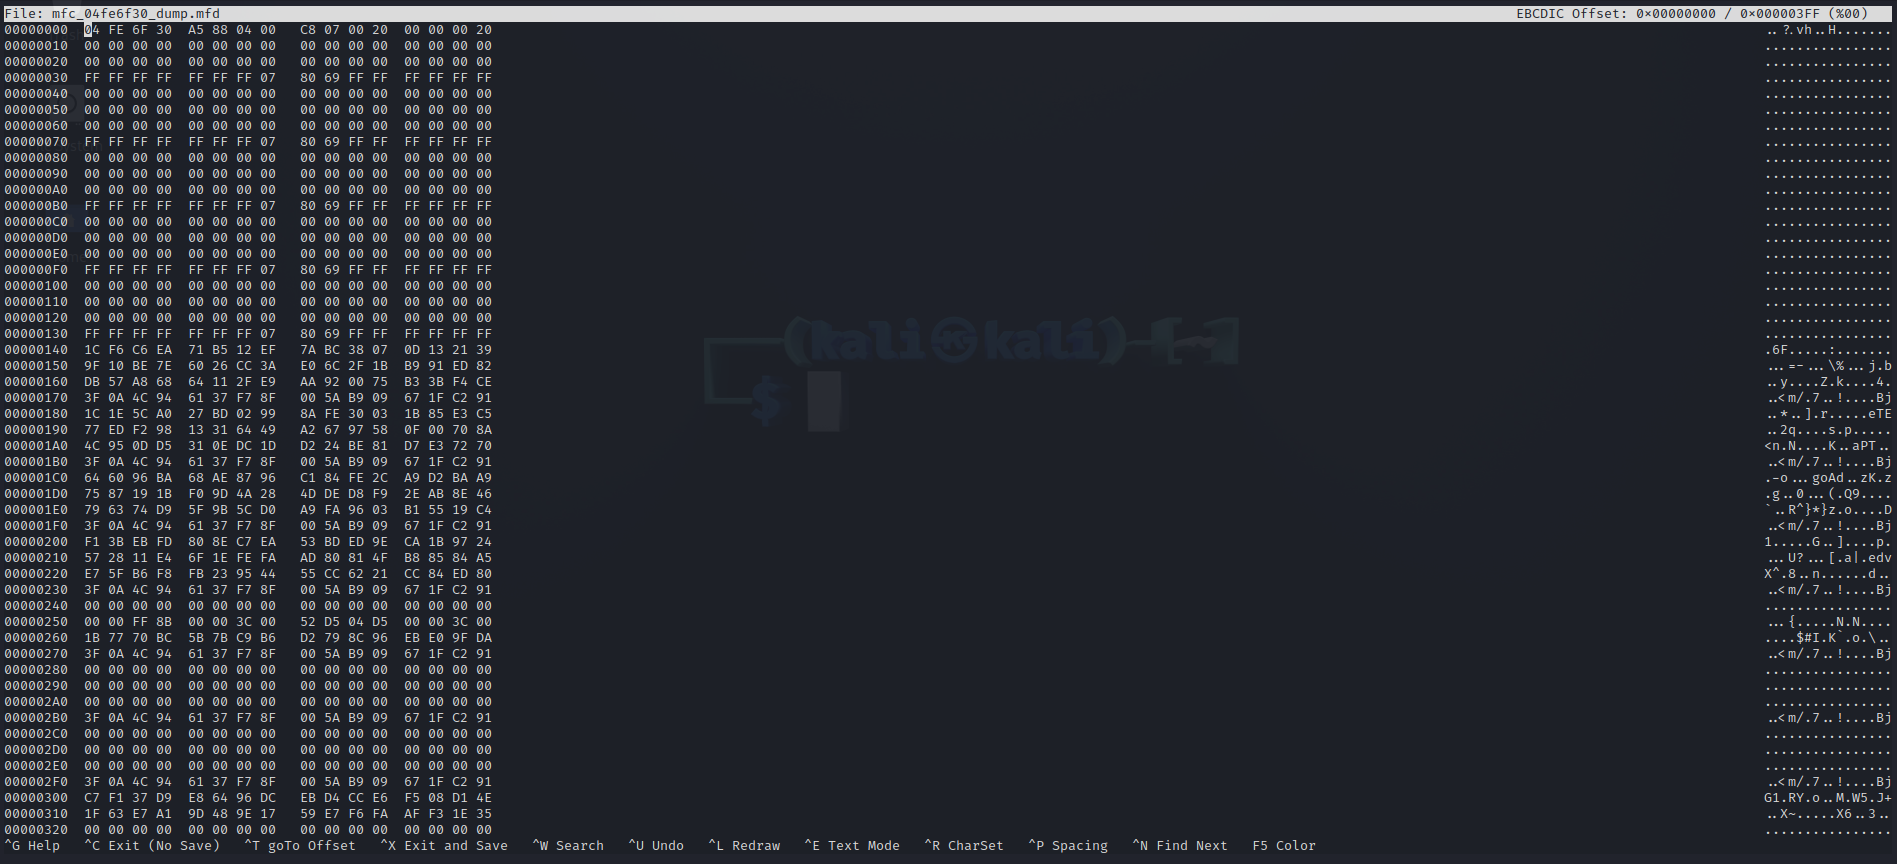 File: mfc_04fe6f30_dump.mfd EBCDIC Offset: 0×00000000 / 0×000003FF (%00)
00000000 04 FE 6F 30 A5 88 04 00 C8 07 00 20 00 00 00 20 ..?.vh..H.......
00000010 00 00 00 00 00 00 00 00 00 00 00 00 00 00 00 00 ................
00000020 00 00 00 00 00 00 00 00 00 00 00 00 00 00 00 00 ................
00000030 FF FF FF FF FF FF FF 07 80 69 FF FF FF FF FF FF ................
00000040 00 00 00 00 00 00 00 00 00 00 00 00 00 00 00 00 ................
00000050 00 00 00 00 00 00 00 00 00 00 00 00 00 00 00 00 ................
00000060 00 00 00 00 00 00 00 00 00 00 00 00 00 00 00 00 ................
00000070 FF FF FF FF FF FF FF 07 80 69 FF FF FF FF FF FF ................
00000080 00 00 00 00 00 00 00 00 00 00 00 00 00 00 00 00 ................
00000090 00 00 00 00 00 00 00 00 00 00 00 00 00 00 00 00 ................
000000A0 00 00 00 00 00 00 00 00 00 00 00 00 00 00 00 00 ................
000000B0 FF FF FF FF FF FF FF 07 80 69 FF FF FF FF FF FF ................
000000C0 00 00 00 00 00 00 00 00 00 00 00 00 00 00 00 00 ................
000000D0 00 00 00 00 00 00 00 00 00 00 00 00 00 00 00 00 ................
000000E0 00 00 00 00 00 00 00 00 00 00 00 00 00 00 00 00 ................
000000F0 FF FF FF FF FF FF FF 07 80 69 FF FF FF FF FF FF ................
00000100 00 00 00 00 00 00 00 00 00 00 00 00 00 00 00 00 ................
00000110 00 00 00 00 00 00 00 00 00 00 00 00 00 00 00 00 ................
00000120 00 00 00 00 00 00 00 00 00 00 00 00 00 00 00 00 ................
00000130 FF FF FF FF FF FF FF 07 80 69 FF FF FF FF FF FF ................
(kali㉿kali)-[~]
00000140 1C F6 C6 EA 71 B5 12 EF 7A BC 38 07 0D 13 21 39 .6F.....:.......
00000150 9F 10 BE 7E 60 26 CC 3A E0 6C 2F 1B B9 91 ED 82 ...=-...\%...j.b
00000160 DB 57 A8 68 64 11 2F E9 AA 92 00 75 B3 3B F4 CE ..y....Z.k....4.
00000170 3F 0A 4C 94 61 37 F7 8F 00 5A B9 09 67 1F C2 91 ..<m/.7..!....Bj
$
00000180 1C 1E 5C A0 27 BD 02 99 8A FE 30 03 1B 85 E3 C5 ..*..].r.....eTE
00000190 77 ED F2 98 13 31 64 49 A2 67 97 58 0F 00 70 8A ..2q....s.p.....
000001A0 4C 95 0D D5 31 0E DC 1D D2 24 BE 81 D7 E3 72 70 <n.N....K..aPT..
000001B0 3F 0A 4C 94 61 37 F7 8F 00 5A B9 09 67 1F C2 91 ..<m/.7..!....Bj
000001C0 64 60 96 BA 68 AE 87 96 C1 84 FE 2C A9 D2 BA A9 .-o...goAd..zK.z
000001D0 75 87 19 1B F0 9D 4A 28 4D DE D8 F9 2E AB 8E 46 .g..0...(.Q9....
000001E0 79 63 74 D9 5F 9B 5C D0 A9 FA 96 03 B1 55 19 C4 `..R^}*}z.o....D
000001F0 3F 0A 4C 94 61 37 F7 8F 00 5A B9 09 67 1F C2 91 ..<m/.7..!....Bj
00000200 F1 3B EB FD 80 8E C7 EA 53 BD ED 9E CA 1B 97 24 1.....G..]....p.
00000210 57 28 11 E4 6F 1E FE FA AD 80 81 4F B8 85 84 A5 ...U?...[.a|.edv
00000220 E7 5F B6 F8 FB 23 95 44 55 CC 62 21 CC 84 ED 80 X^.8..n......d..
00000230 3F 0A 4C 94 61 37 F7 8F 00 5A B9 09 67 1F C2 91 ..<m/.7..!....Bj
00000240 00 00 00 00 00 00 00 00 00 00 00 00 00 00 00 00 ................
00000250 00 00 FF 8B 00 00 3C 00 52 D5 04 D5 00 00 3C 00 ...{.....N.N....
00000260 1B 77 70 BC 5B 7B C9 B6 D2 79 8C 96 EB E0 9F DA ....$#I.K`.o.\..
00000270 3F 0A 4C 94 61 37 F7 8F 00 5A B9 09 67 1F C2 91 ..<m/.7..!....Bj
00000280 00 00 00 00 00 00 00 00 00 00 00 00 00 00 00 00 ................
00000290 00 00 00 00 00 00 00 00 00 00 00 00 00 00 00 00 ................
000002A0 00 00 00 00 00 00 00 00 00 00 00 00 00 00 00 00 ................
000002B0 3F 0A 4C 94 61 37 F7 8F 00 5A B9 09 67 1F C2 91 ..<m/.7..!....Bj
000002C0 00 00 00 00 00 00 00 00 00 00 00 00 00 00 00 00 ................
000002D0 00 00 00 00 00 00 00 00 00 00 00 00 00 00 00 00 ................
000002E0 00 00 00 00 00 00 00 00 00 00 00 00 00 00 00 00 ................
000002F0 3F 0A 4C 94 61 37 F7 8F 00 5A B9 09 67 1F C2 91 ..<m/.7..!....Bj
00000300 C7 F1 37 D9 E8 64 96 DC EB D4 CC E6 F5 08 D1 4E G1.RY.o..M.W5.J+
00000310 1F 63 E7 A1 9D 48 9E 17 59 E7 F6 FA AF F3 1E 35 ..X~.....X6..3..
00000320 00 00 00 00 00 00 00 00 00 00 00 00 00 00 00 00 ................
^G Help ^C Exit (No Save) ^T goTo Offset ^X Exit and Save ^W Search ^U Undo ^L Redraw ^E Text Mode ^R CharSet ^P Spacing ^N Find Next F5 Color